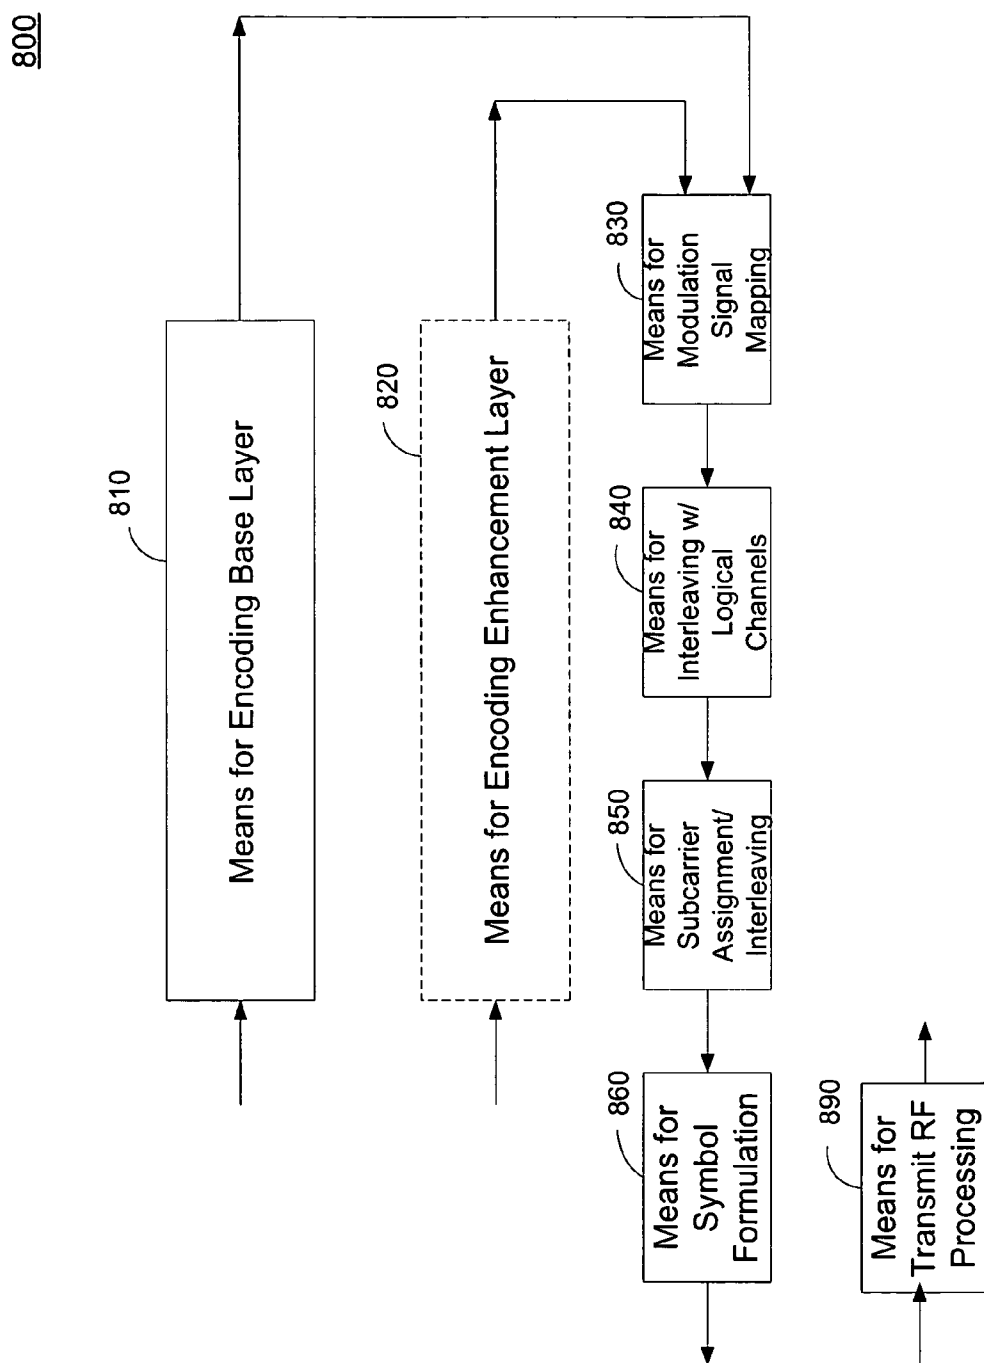 800
810
Means for Encoding Base Layer
820
Means for Encoding Enhancement Layer
830
Means for
Modulation
Signal
Mapping
840
Means for
Interleaving w/
Logical
Channels
850
Means for
Subcarrier
Assignment/
Interleaving
860
Means for
Symbol
Formulation
890
Means for
Transmit RF
Processing